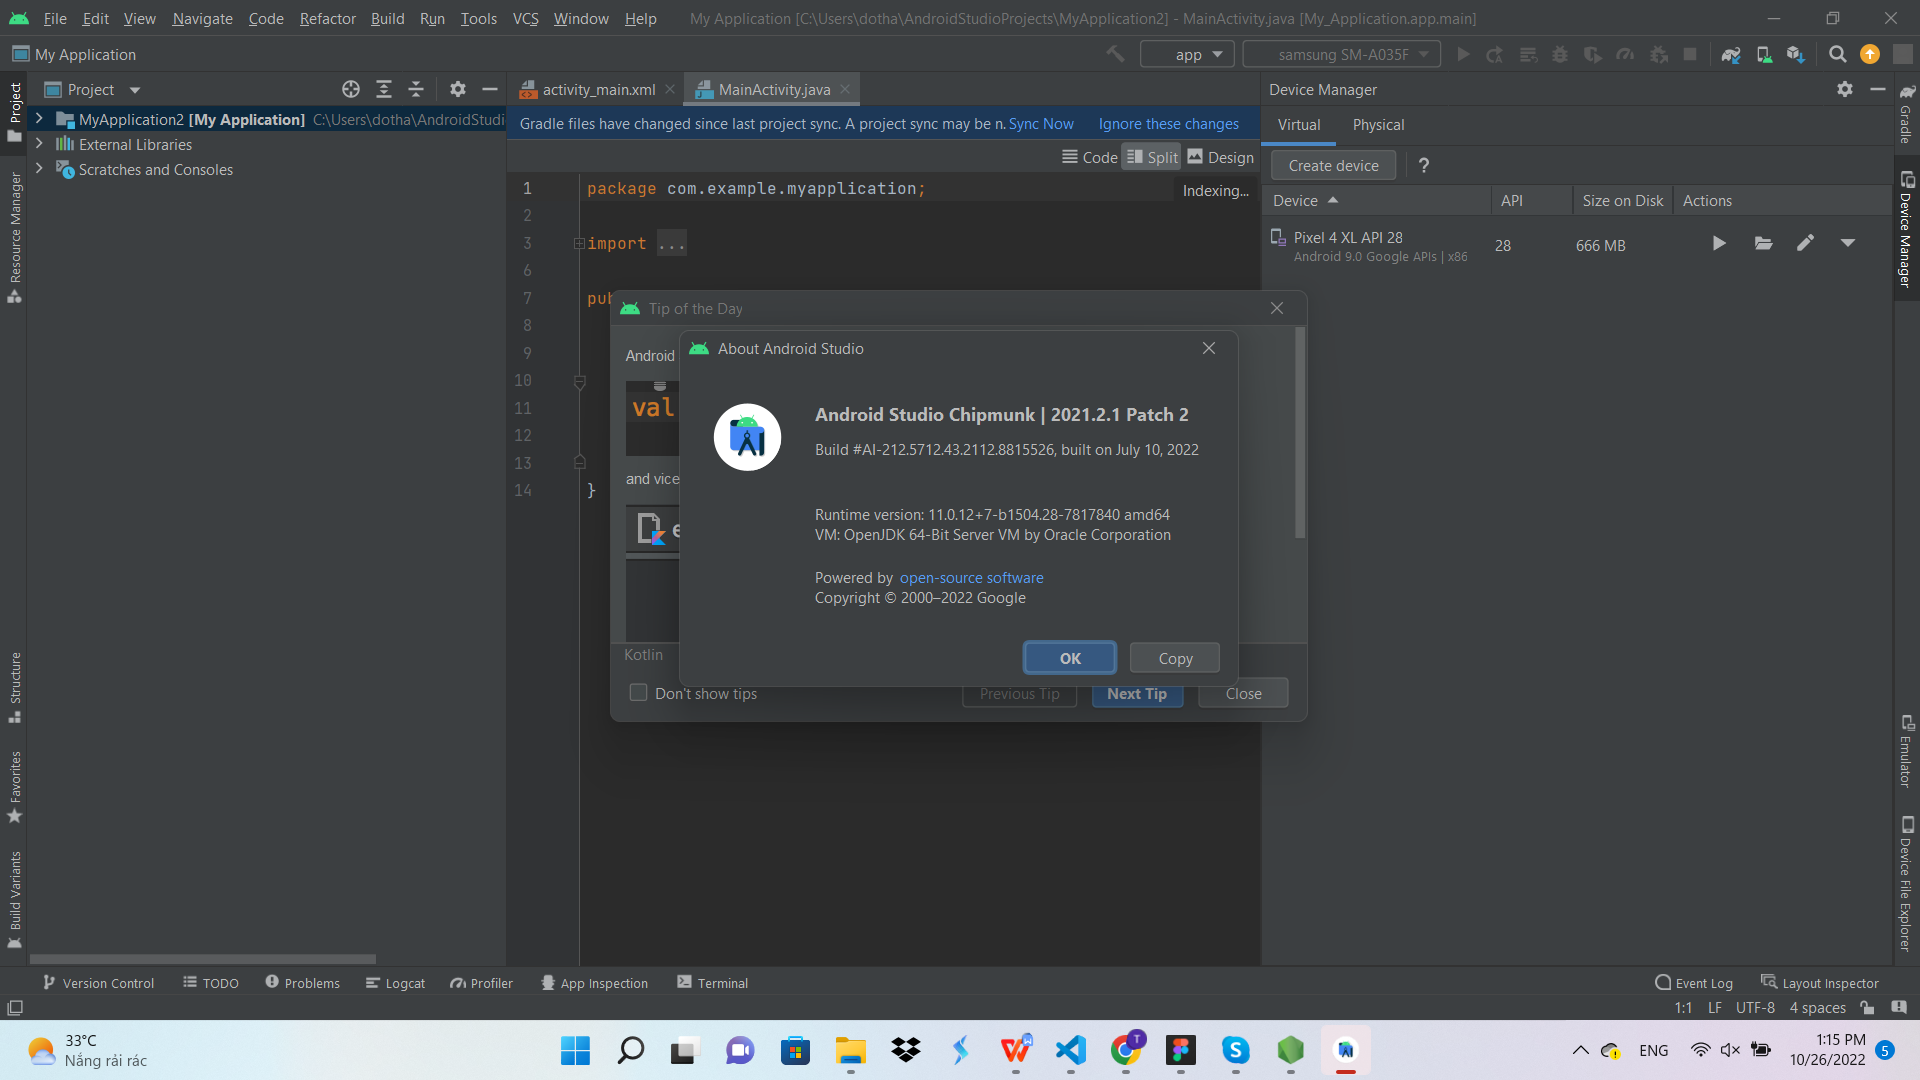 File Edit View Navigate Code Refactor Build Run Tools VCS Window Help My Application [C:\Users\dotha\AndroidStudioProjects\MyApplication2] - MainActivity.java [My_Application.app.main]
My Application app samsung SM-A035F
Project activity_main.xml MainActivity.java Device Manager
MyApplication2 [My Application] C:\Users\dotha\AndroidStudi
External Libraries
Scratches and Consoles
Gradle files have changed since last project sync. A project sync may be n. Sync Now Ignore these changes
Code Split Design
1 package com.example.myapplication;
Indexing...
2
3 import ...
6
7 pub
8
9
10
11
12
13
14 }
Virtual Physical
Create device ?
Device API Size on Disk Actions
Pixel 4 XL API 28
Android 9.0 Google APIs | x86
28 666 MB
Tip of the Day
Android
val
and vice
e
Kotlin
Don't show tips Previous Tip Next Tip Close
About Android Studio
Android Studio Chipmunk | 2021.2.1 Patch 2
Build #AI-212.5712.43.2112.8815526, built on July 10, 2022
Runtime version: 11.0.12+7-b1504.28-7817840 amd64
VM: OpenJDK 64-Bit Server VM by Oracle Corporation
Powered by open-source software
Copyright © 2000–2022 Google
OK Copy
Project
Resource Manager
Structure
Favorites
Build Variants
Gradle
Device Manager
Emulator
Device File Explorer
Version Control TODO Problems Logcat Profiler App Inspection Terminal Event Log Layout Inspector
1:1 LF UTF-8 4 spaces
33°C
Nắng rải rác
ENG
1:15 PM
10/26/2022
5